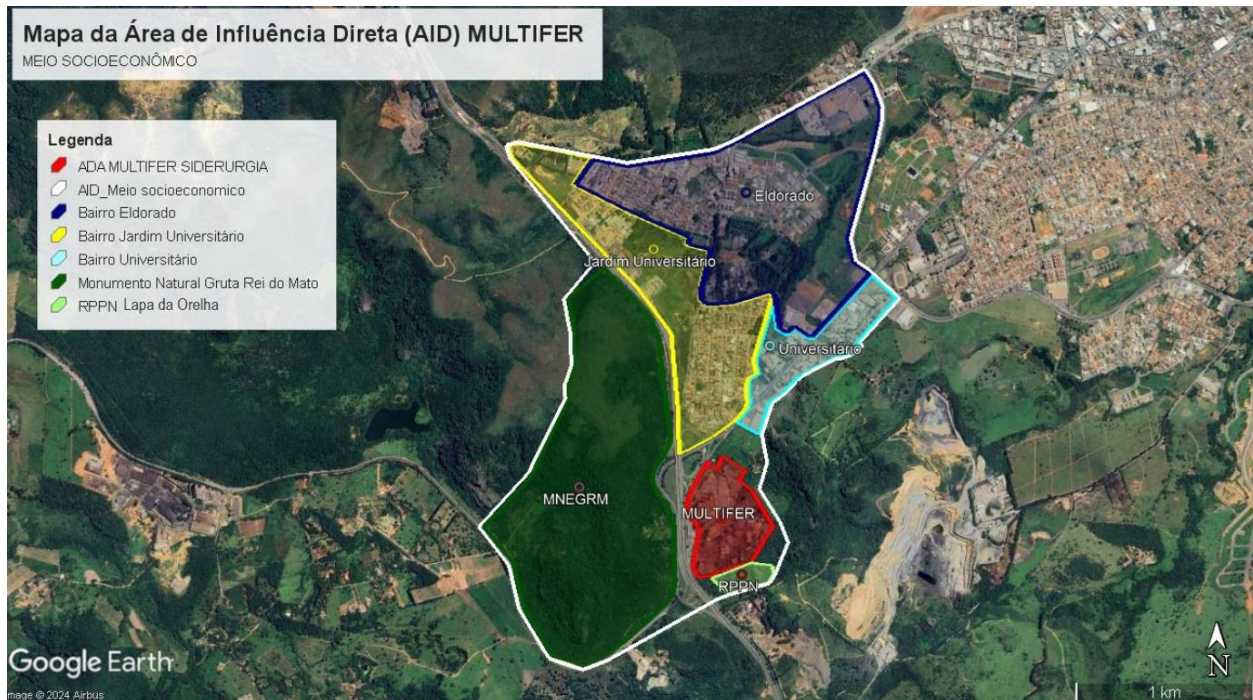 Mapa da Área de Influência Direta (AID) MULTIFER
MEIO SOCIOECONÔMICO
Legenda
ADA MULTIFER SIDERURGIA
AID_Meio socioeconomico
Bairro Eldorado
Bairro Jardim Universitário
Bairro Universitário
Monumento Natural Gruta Rei do Mato
RPPN Lapa da Orelha
Eldorado
Jardim Universitário
Universitário
MNEGRM
MULTIFER
RPPN
Google Earth
mage © 2024 Airbus
N
1 km